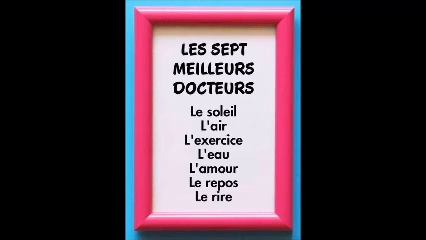 LES SEPT
MEILLEURS
DOCTEURS
Le soleil
L'air
L'exercice
L'eau
L'amour
Le repos
Le rire